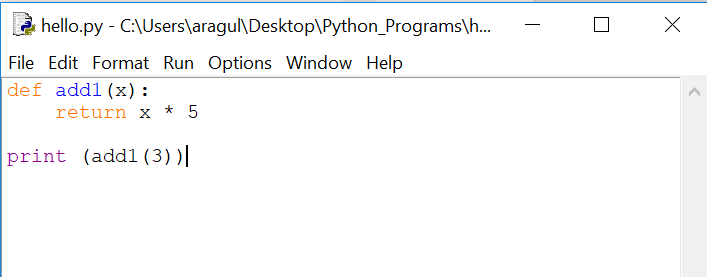 hello.py - C:\Users\aragul\Desktop\Python_Programs\h...
File Edit Format Run Options Window Help
def add1(x):
    return x * 5
print (add1(3))